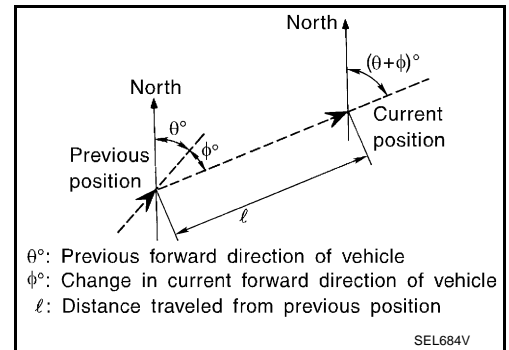 North
(θ+ϕ)°
North
θ°
ϕ°
Current
position
Previous
position
ℓ
θ°: Previous forward direction of vehicle
ϕ°: Change in current forward direction of vehicle
ℓ: Distance traveled from previous position
SEL684V